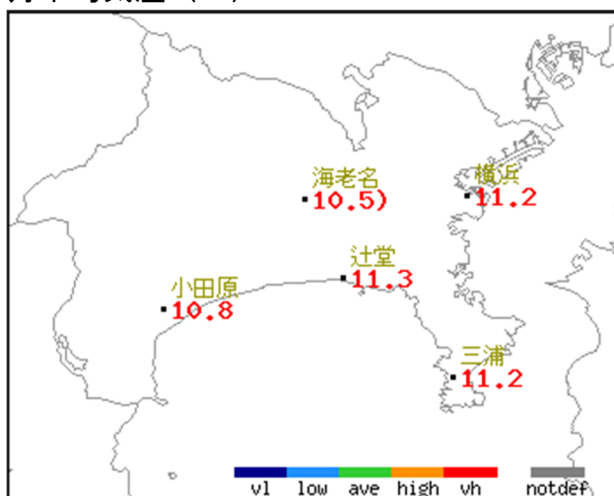 海老名
10.5)
横浜
11.2
辻堂
11.3
小田原
10.8
三浦
11.2
vl low ave high vh notdef